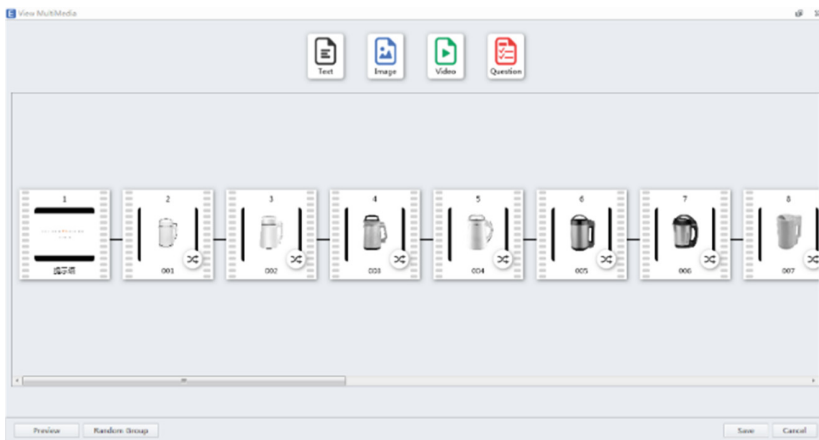 View MultiMedia
Text
Image
Video
Question
1
2
3
4
5
6
7
8
001
002
003
004
005
006
007
Preview
Random Group
Save
Cancel